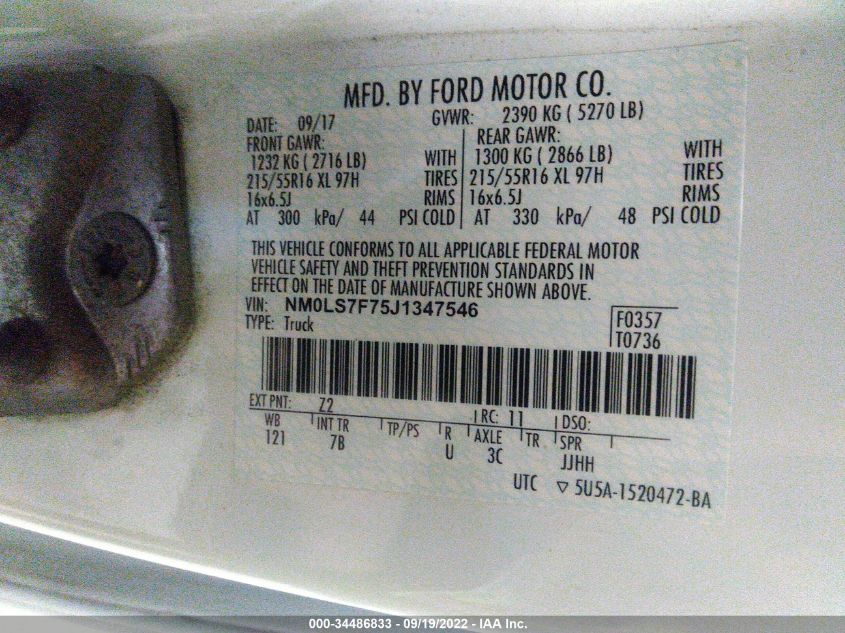 MFD. BY FORD MOTOR CO.
DATE: 09/17 GVWR: 2390 KG ( 5270 LB)
FRONT GAWR: REAR GAWR:
1232 KG ( 2716 LB) WITH 1300 KG ( 2866 LB) WITH
215/55R16 XL 97H TIRES 215/55R16 XL 97H TIRES
16x6.5J RIMS 16x6.5J RIMS
AT 300 kPa/ 44 PSI COLD AT 330 kPa/ 48 PSI COLD
THIS VEHICLE CONFORMS TO ALL APPLICABLE FEDERAL MOTOR
VEHICLE SAFETY AND THEFT PREVENTION STANDARDS IN
EFFECT ON THE DATE OF MANUFACTURE SHOWN ABOVE.
VIN: NM0LS7F75J1347546
TYPE: Truck
F0357
T0736
EXT PNT: Z2 RC: 11 DSO:
WB INT TR TP/PS R AXLE TR SPR
121 7B U 3C JJHH
UTC ▽ 5U5A-1520472-BA
000-34486833 - 09/19/2022 - IAA Inc.